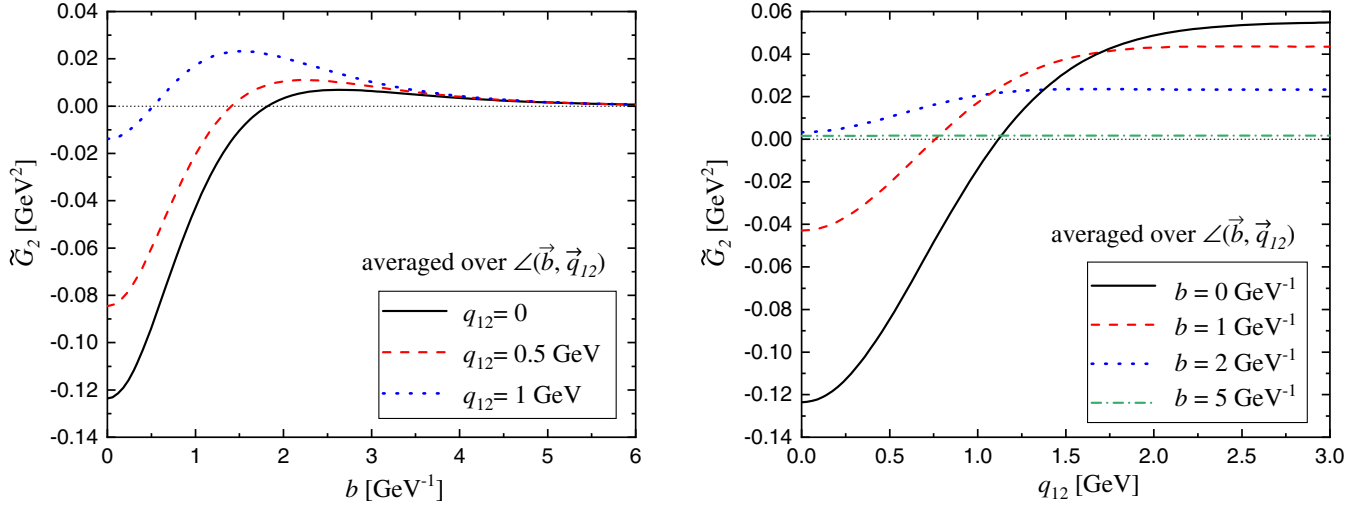 0.04
0.02
0.00
-0.02
-0.04
-0.06
-0.08
-0.10
-0.12
-0.14
G̃₂ [GeV²]
averaged over ∠(b⃗, q⃗₁₂)
q₁₂= 0
q₁₂= 0.5 GeV
q₁₂= 1 GeV
0 1 2 3 4 5 6
b [GeV⁻¹]
0.06
0.04
0.02
0.00
-0.02
-0.04
-0.06
-0.08
-0.10
-0.12
-0.14
G̃₂ [GeV²]
averaged over ∠(b⃗, q⃗₁₂)
b = 0 GeV⁻¹
b = 1 GeV⁻¹
b = 2 GeV⁻¹
b = 5 GeV⁻¹
0.0 0.5 1.0 1.5 2.0 2.5 3.0
q₁₂ [GeV]